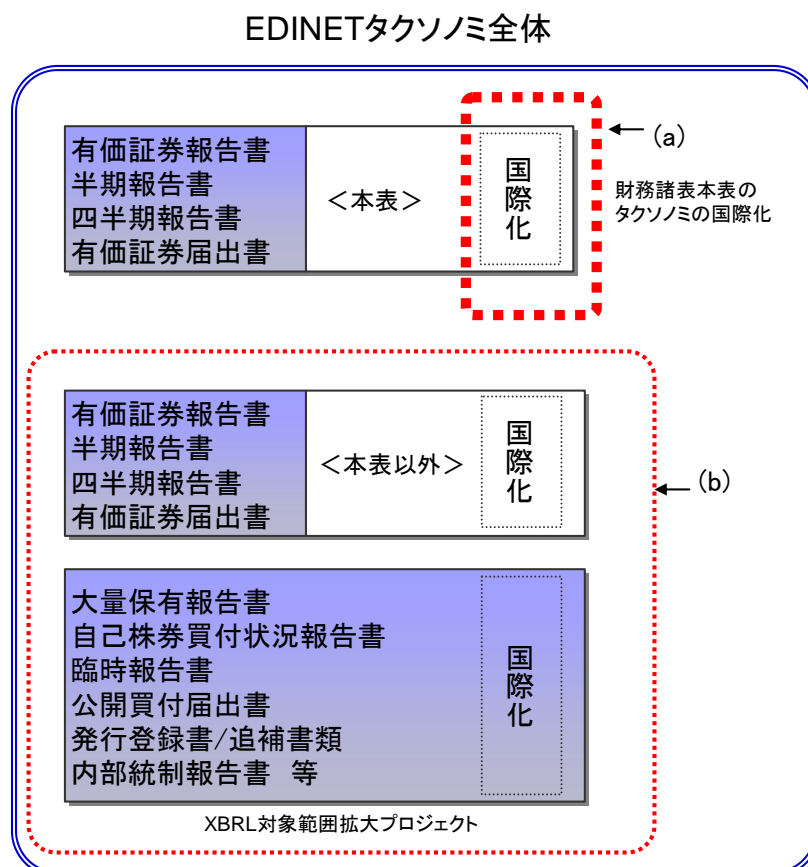 EDINETタクソノミ全体
有価証券報告書
半期報告書
四半期報告書
有価証券届出書
＜本表＞
国際化
(a)
財務諸表本表の
タクソノミの国際化
有価証券報告書
半期報告書
四半期報告書
有価証券届出書
＜本表以外＞
国際化
(b)
大量保有報告書
自己株券買付状況報告書
臨時報告書
公開買付届出書
発行登録書/追補書類
内部統制報告書　等
国際化
XBRL対象範囲拡大プロジェクト